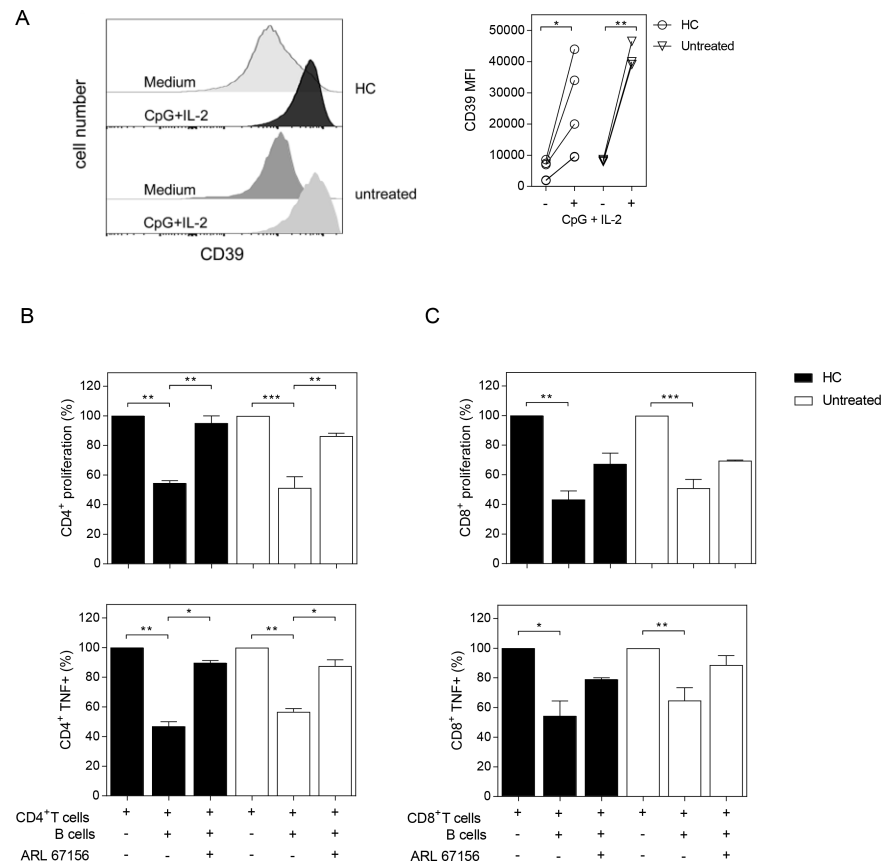 A
cell number
Medium
HC
CpG+IL-2
Medium
untreated
CpG+IL-2
CD39
CD39 MFI
50000
40000
30000
20000
10000
0
* **
- + - +
CpG + IL-2
HC
Untreated
B
CD4+ proliferation (%)
120
100
80
60
40
20
0
** ** *** **
CD4+ TNF+ (%)
120
100
80
60
40
20
0
** * ** *
CD4+T cells + + + + + +
B cells - + + - + +
ARL 67156 - - + - - +
C
CD8+ proliferation (%)
120
100
80
60
40
20
0
** ***
HC
Untreated
CD8+ TNF+ (%)
120
100
80
60
40
20
0
* **
CD8+T cells + + + + + +
B cells - + + - + +
ARL 67156 - - + - - +